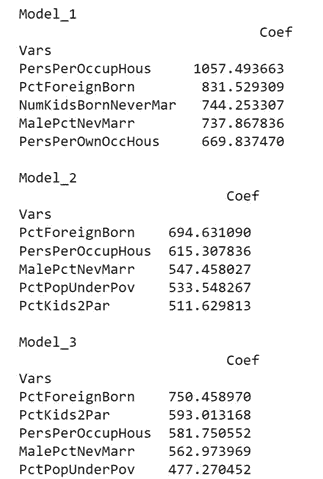 Model_1
Coef
Vars
PersPerOccupHous 1057.493663
PctForeignBorn 831.529309
NumKidsBornNeverMar 744.253307
MalePctNevMarr 737.867836
PersPerOwnOccHous 669.837470
Model_2
Coef
Vars
PctForeignBorn 694.631090
PersPerOccupHous 615.307836
MalePctNevMarr 547.458027
PctPopUnderPov 533.548267
PctKids2Par 511.629813
Model_3
Coef
Vars
PctForeignBorn 750.458970
PctKids2Par 593.013168
PersPerOccupHous 581.750552
MalePctNevMarr 562.973969
PctPopUnderPov 477.270452